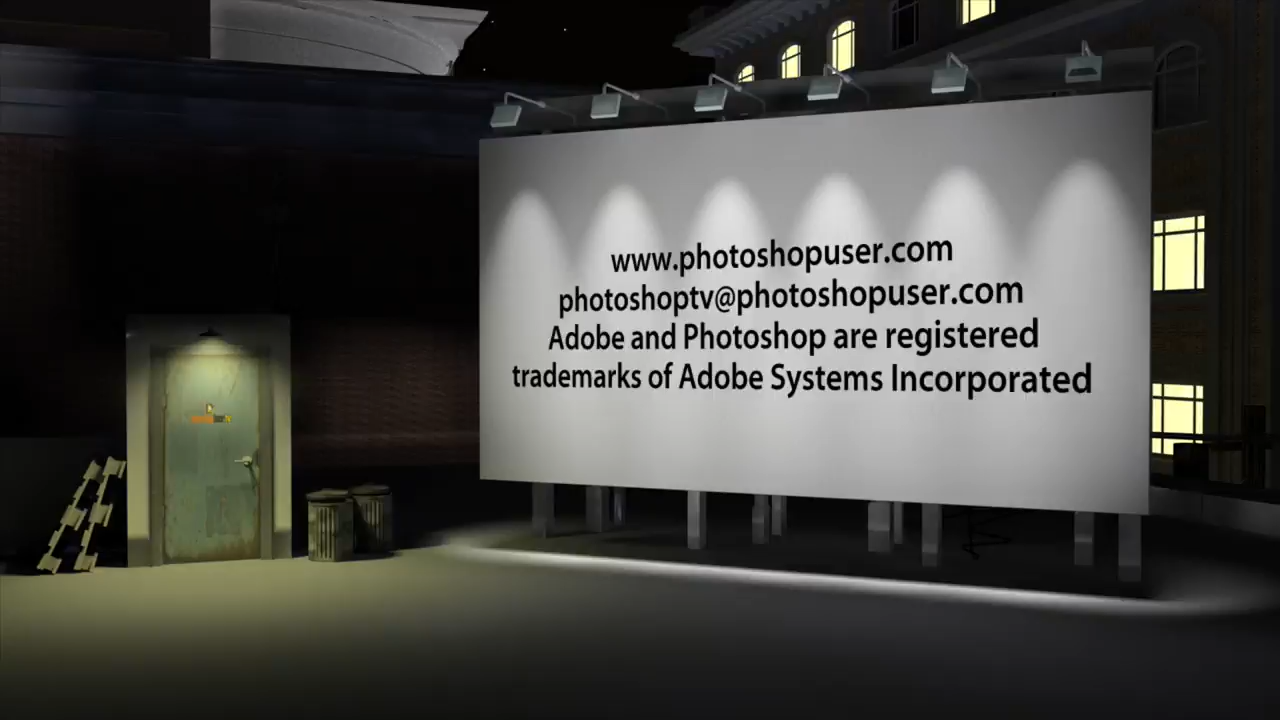 www.photoshopuser.com
photoshoptv@photoshopuser.com
Adobe and Photoshop are registered
trademarks of Adobe Systems Incorporated